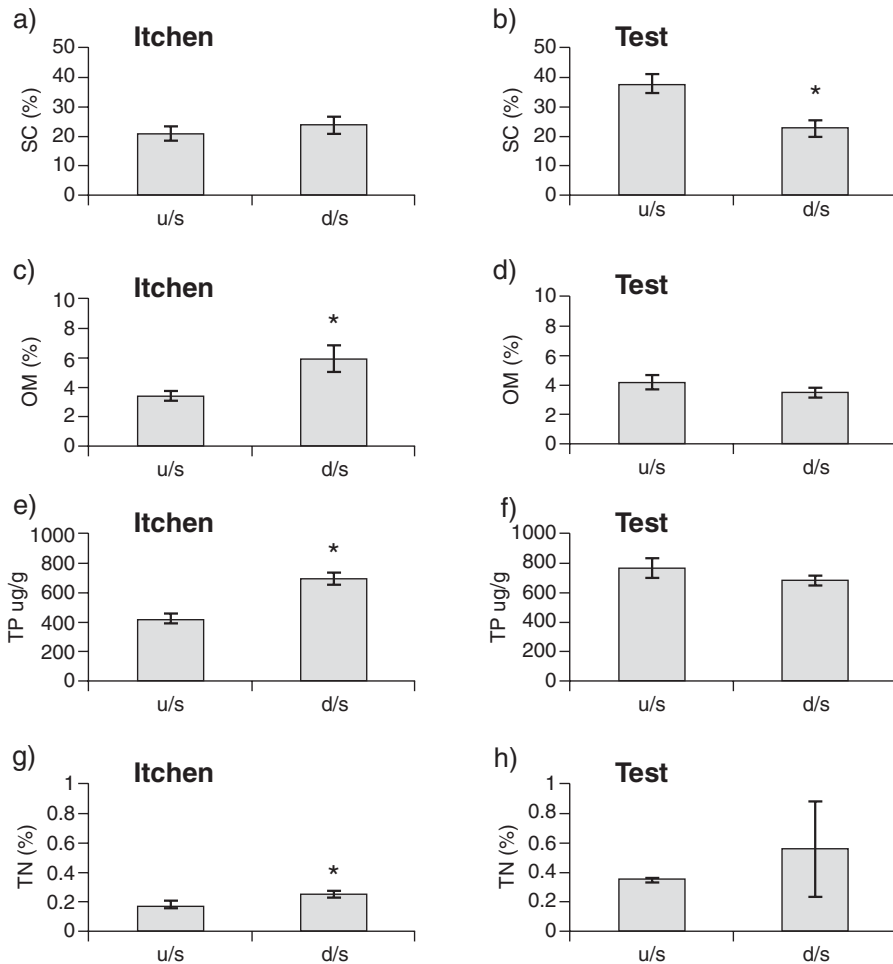 a)
Itchen
SC (%)
50
40
30
20
10
0
u/s
d/s
b)
Test
SC (%)
50
40
30
20
10
0
*
u/s
d/s
c)
Itchen
OM (%)
10
8
6
4
2
0
*
u/s
d/s
d)
Test
OM (%)
10
8
6
4
2
0
u/s
d/s
e)
Itchen
TP ug/g
1000
800
600
400
200
0
*
u/s
d/s
f)
Test
TP ug/g
1000
800
600
400
200
0
u/s
d/s
g)
Itchen
TN (%)
1
0.8
0.6
0.4
0.2
0
*
u/s
d/s
h)
Test
TN (%)
1
0.8
0.6
0.4
0.2
0
u/s
d/s